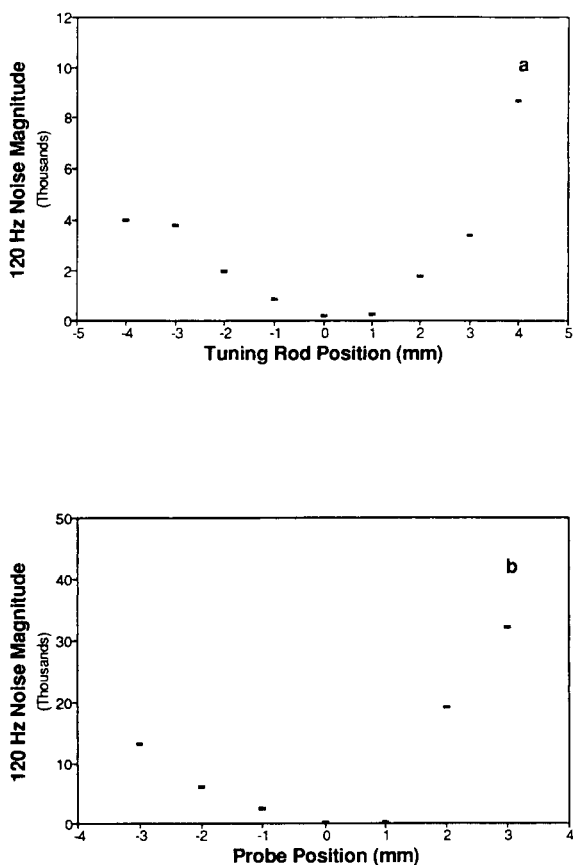 12
10
8
6
4
2
0
120 Hz Noise Magnitude
(Thousands)
a
-5 -4 -3 -2 -1 0 1 2 3 4 5
Tuning Rod Position (mm)
50
40
30
20
10
0
120 Hz Noise Magnitude
(Thousands)
b
-4 -3 -2 -1 0 1 2 3 4
Probe Position (mm)